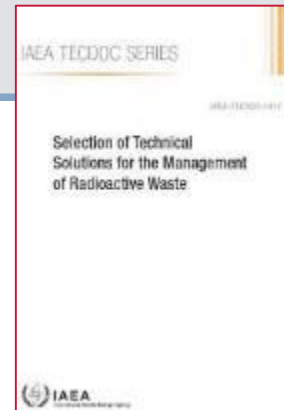 IAEA TECDOC SERIES
Selection of Technical
Solutions for the Management
of Radioactive Waste
IAEA